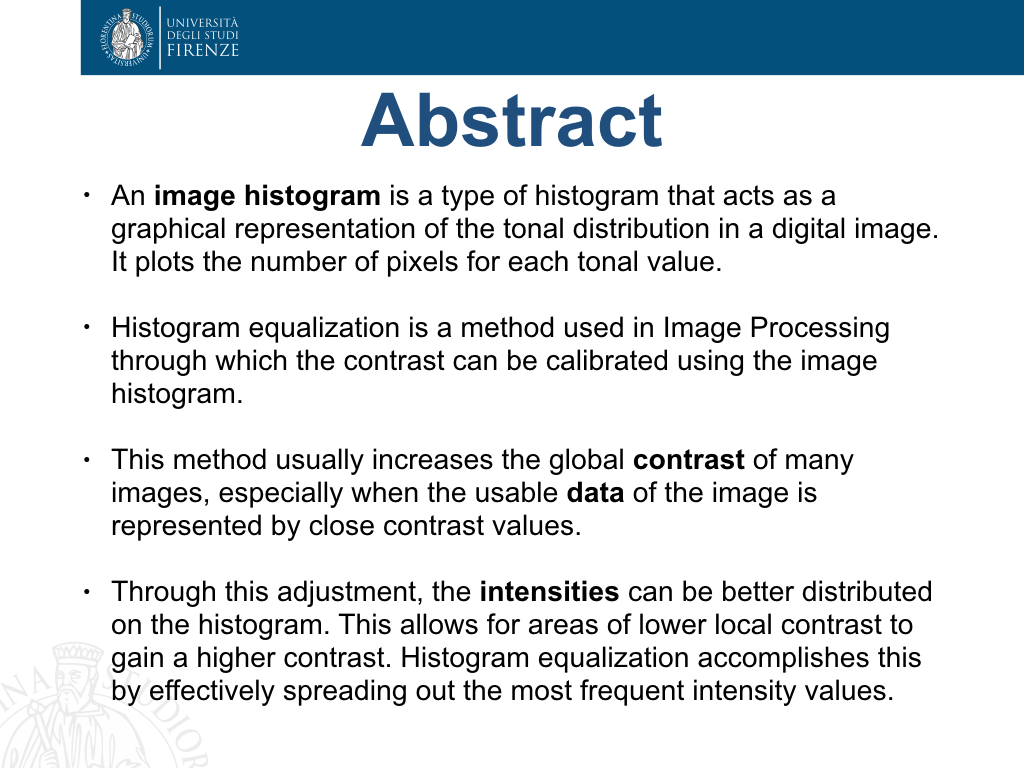 UNIVERSITÀ
DEGLI STUDI
FIRENZE
Abstract
• An image histogram is a type of histogram that acts as a
graphical representation of the tonal distribution in a digital image.
It plots the number of pixels for each tonal value.
• Histogram equalization is a method used in Image Processing
through which the contrast can be calibrated using the image
histogram.
• This method usually increases the global contrast of many
images, especially when the usable data of the image is
represented by close contrast values.
• Through this adjustment, the intensities can be better distributed
on the histogram. This allows for areas of lower local contrast to
gain a higher contrast. Histogram equalization accomplishes this
by effectively spreading out the most frequent intensity values.